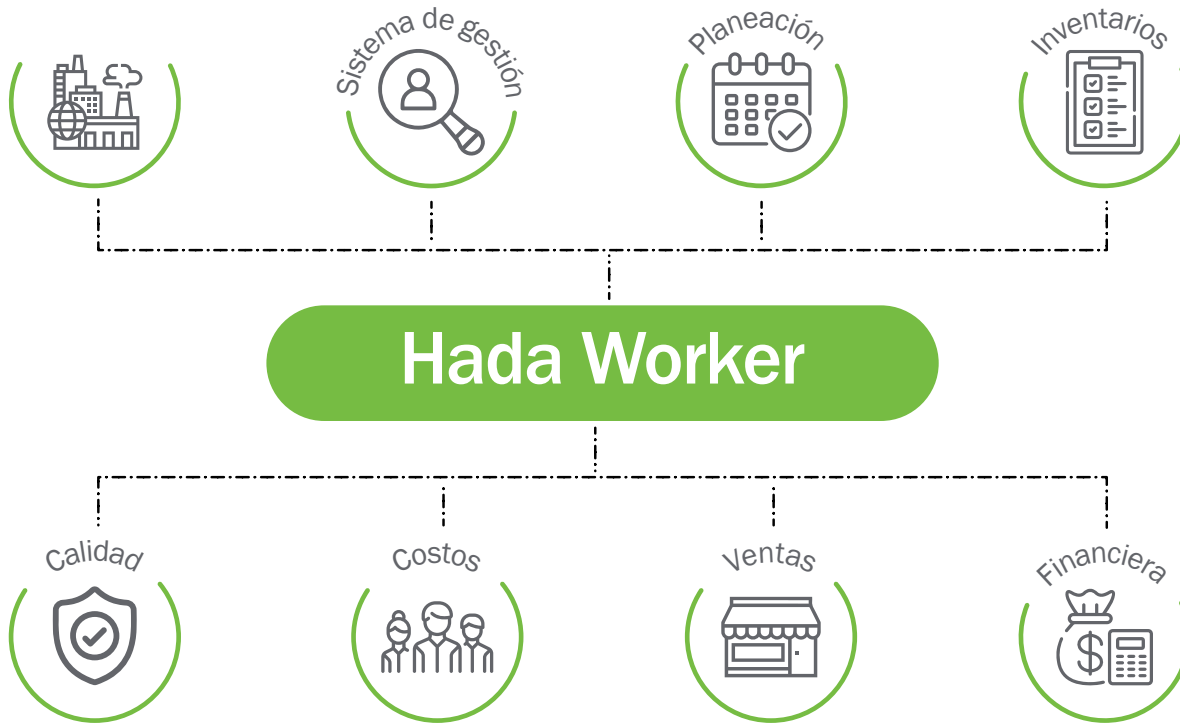 Sistema de gestión
Planeación
Inventarios
Hada Worker
Calidad
Costos
Ventas
Financiera
$